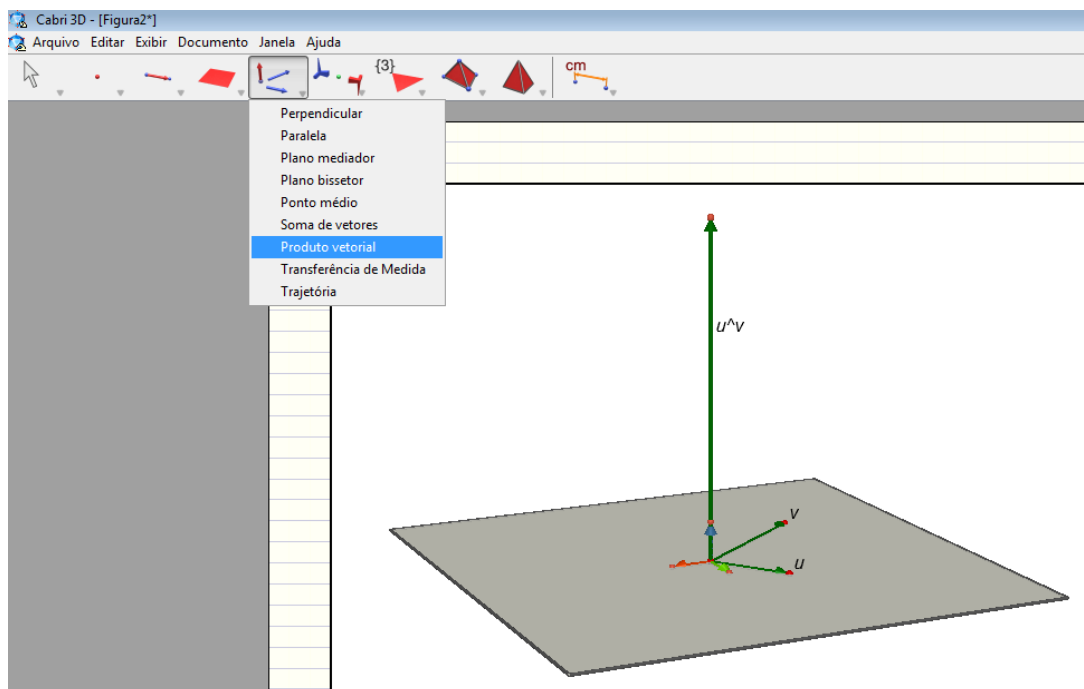 Cabri 3D - [Figura2*]
Arquivo Editar Exibir Documento Janela Ajuda
{3}
cm
Perpendicular
Paralela
Plano mediador
Plano bissetor
Ponto médio
Soma de vetores
Produto vetorial
Transferência de Medida
Trajetória
u^v
v
u